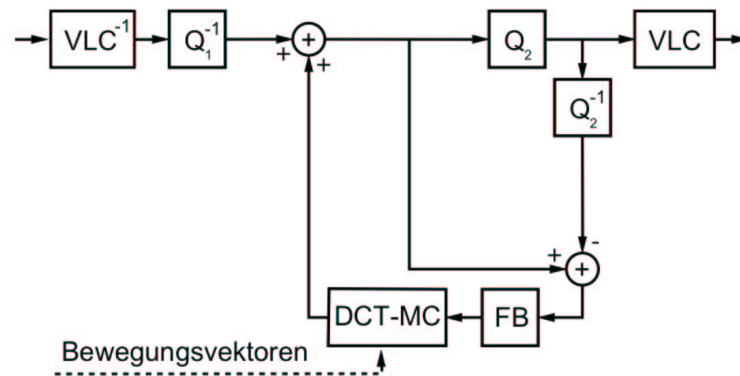 VLC⁻¹
Q₁⁻¹
+
+
+
Q₂
VLC
Q₂⁻¹
-
+
+
DCT-MC
FB
Bewegungsvektoren